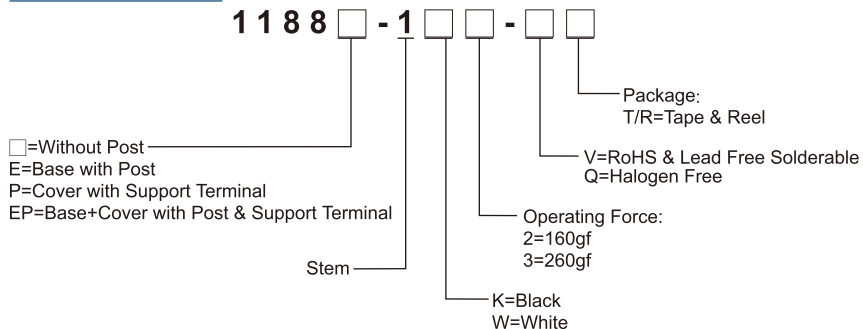 1188□-1□□-□□
Package:
T/R=Tape & Reel
□=Without Post
E=Base with Post
P=Cover with Support Terminal
EP=Base+Cover with Post & Support Terminal
V=RoHS & Lead Free Solderable
Q=Halogen Free
Operating Force:
2=160gf
3=260gf
Stem
K=Black
W=White